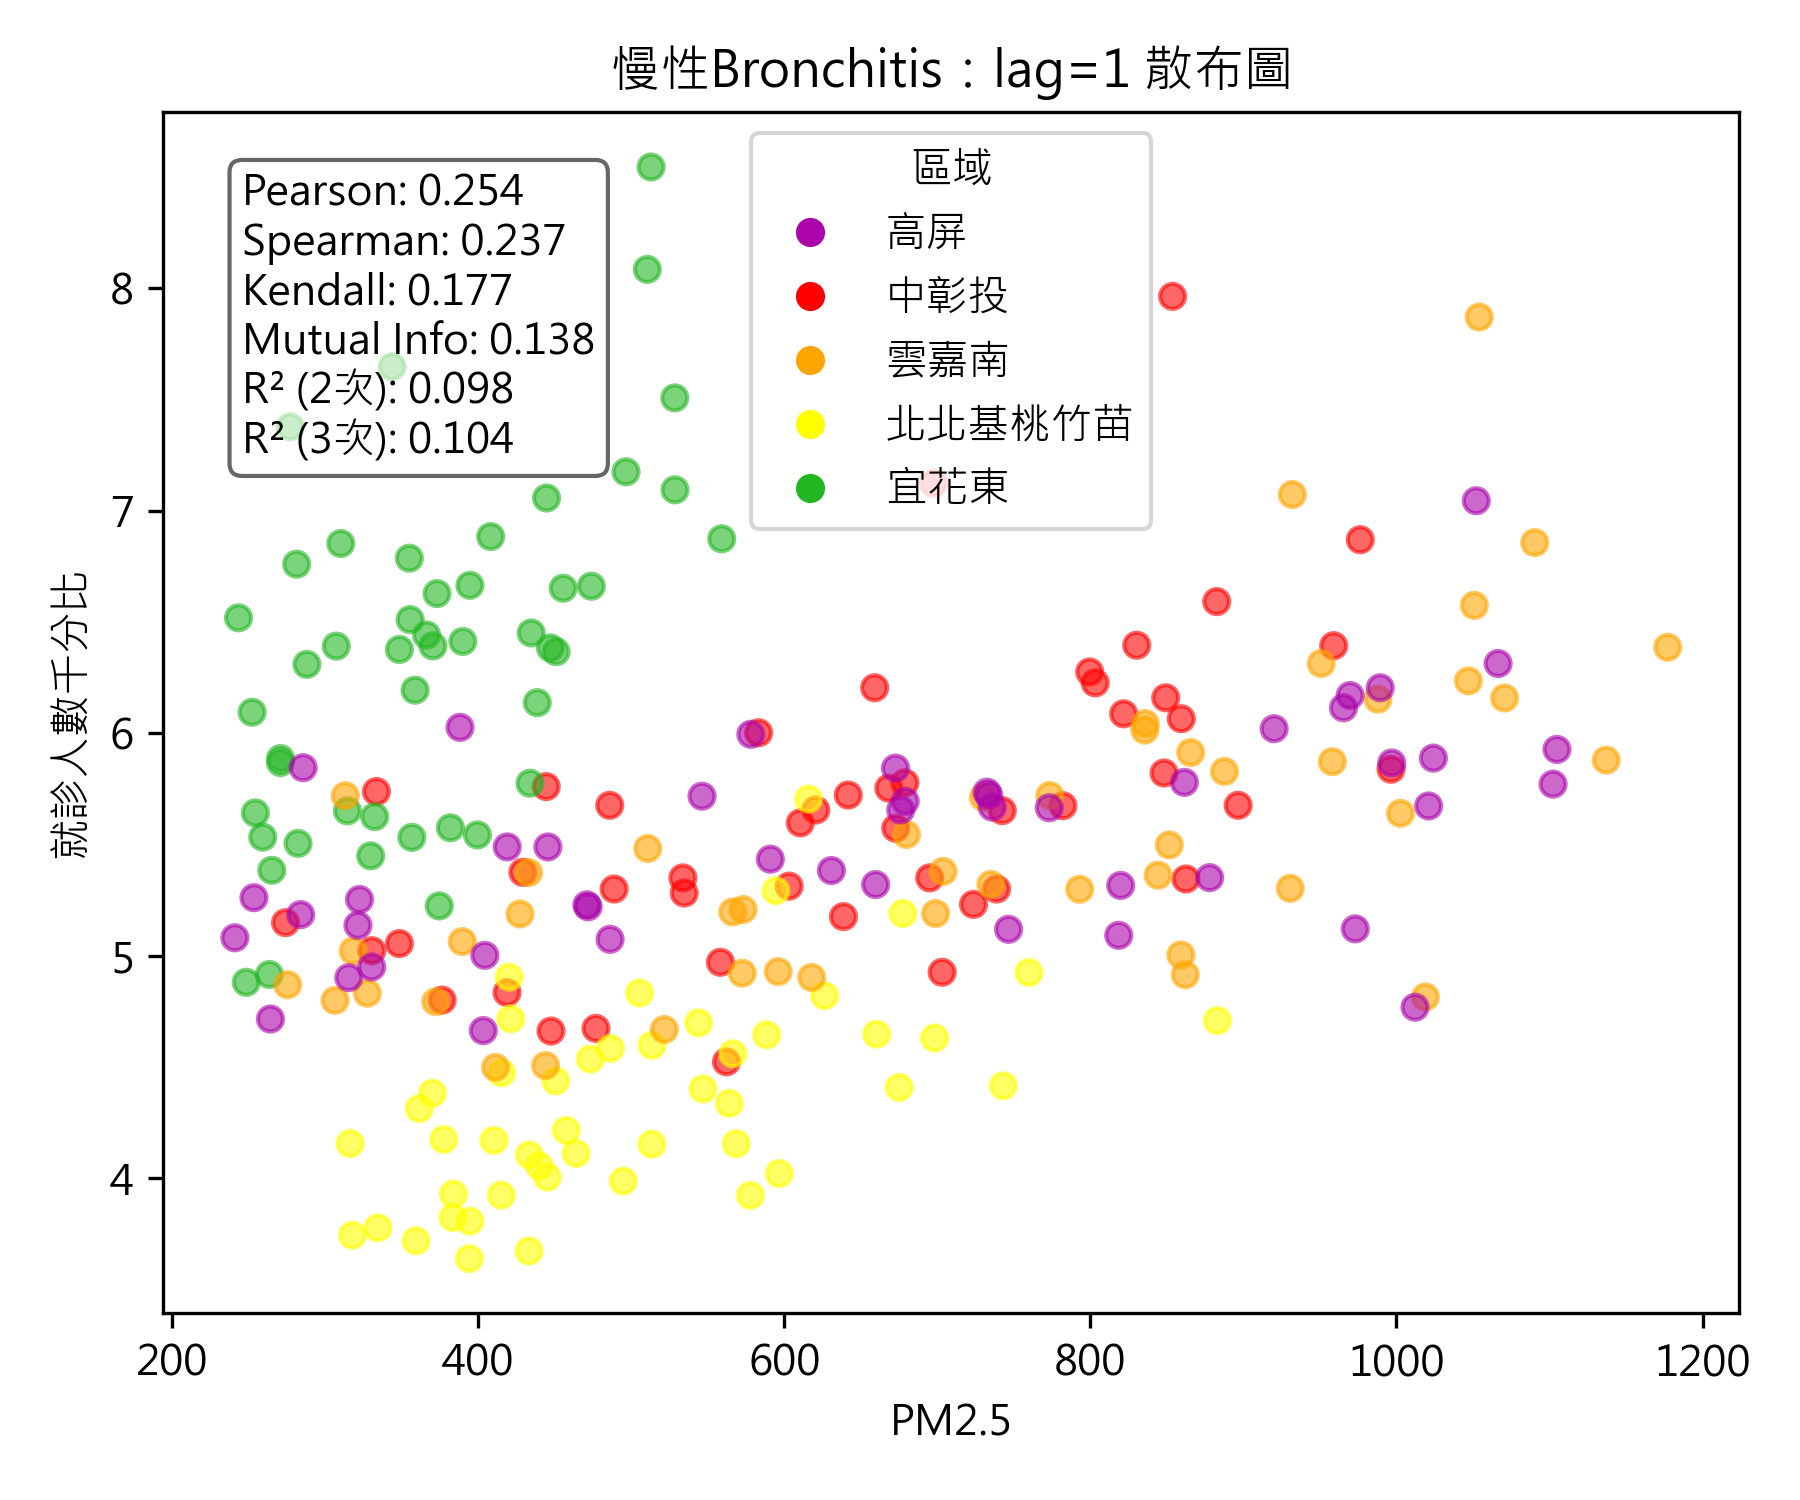 慢性Bronchitis：lag=1 散布圖
Pearson: 0.254
Spearman: 0.237
Kendall: 0.177
Mutual Info: 0.138
R² (2次): 0.098
R² (3次): 0.104
區域
高屏
中彰投
雲嘉南
北北基桃竹苗
宜花東
就診人數千分比
8
7
6
5
4
200 400 600 800 1000 1200
PM2.5